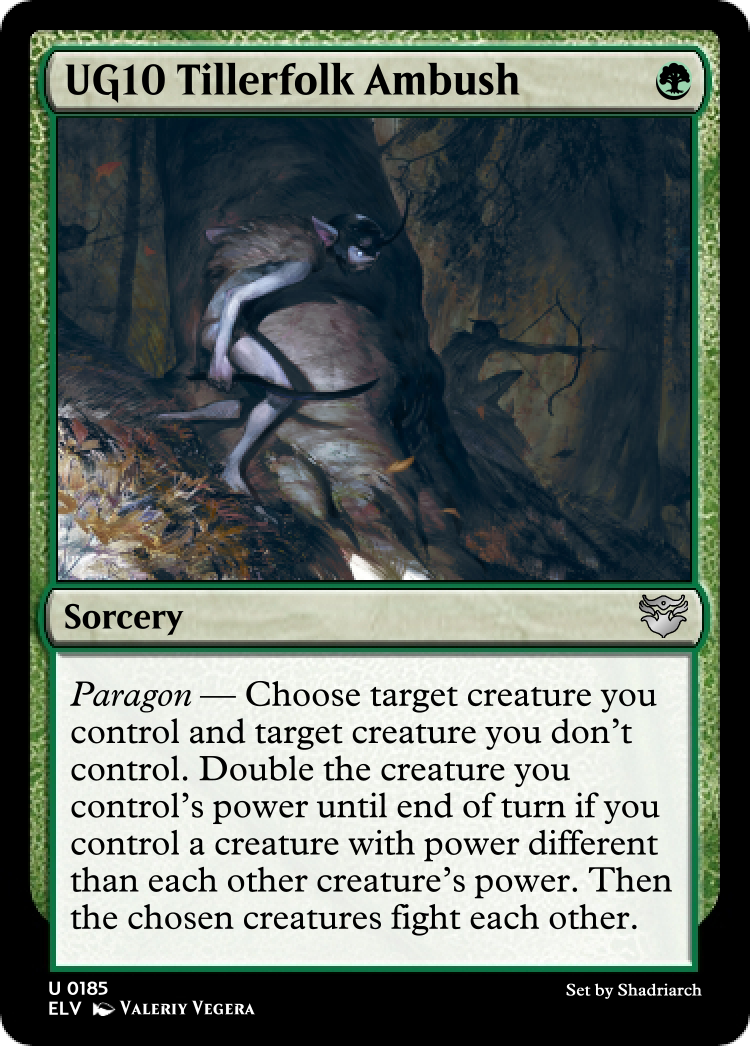 UG10 Tillerfolk Ambush
Sorcery
Paragon — Choose target creature you
control and target creature you don't
control. Double the creature you
control's power until end of turn if you
control a creature with power different
than each other creature's power. Then
the chosen creatures fight each other.
U 0185
Set by Shadriarch
ELV Valeriy Vegera